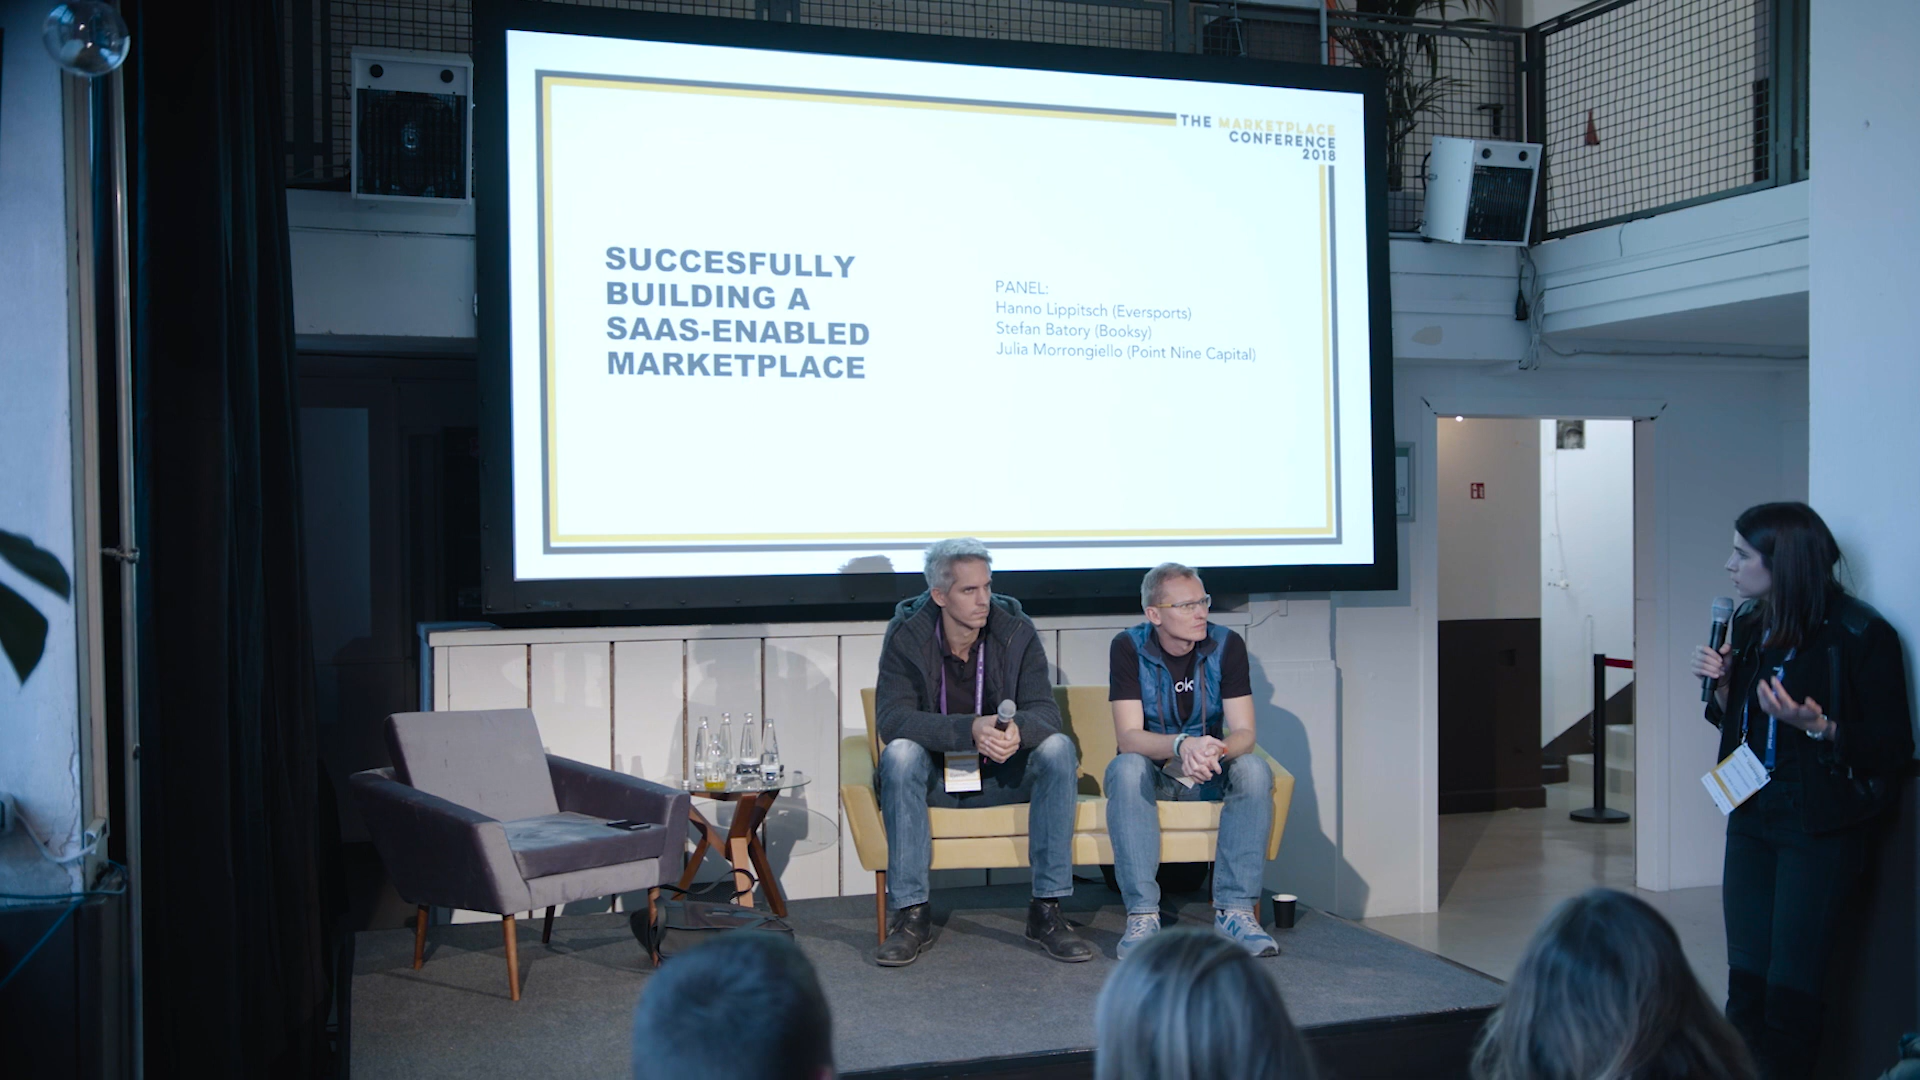 THE MARKETPLACE
CONFERENCE
2018
SUCCESFULLY
BUILDING A
SAAS-ENABLED
MARKETPLACE
PANEL:
Hanno Lippitsch (Eversports)
Stefan Batory (Booksy)
Julia Morrongiello (Point Nine Capital)
ok
N